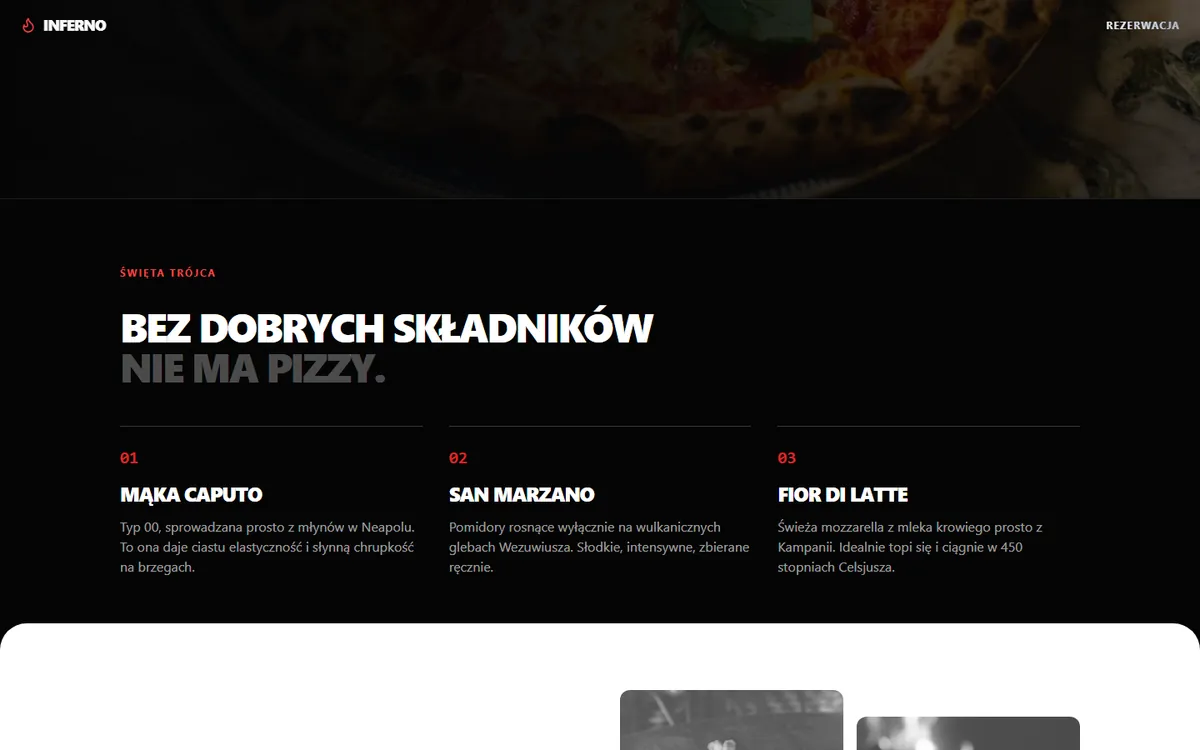 INFERNO
REZERWACJA
ŚWIĘTA TRÓJCA
BEZ DOBRYCH SKŁADNIKÓW
NIE MA PIZZY.
01
MĄKA CAPUTO
Typ 00, sprowadzana prosto z młynów w Neapolu.
To ona daje ciastu elastyczność i słynną chrupkość
na brzegach.
02
SAN MARZANO
Pomidory rosnące wyłącznie na wulkanicznych
glebach Wezuwiusza. Słodkie, intensywne, zbierane
ręcznie.
03
FIOR DI LATTE
Świeża mozzarella z mleka krowiego prosto z
Kampanii. Idealnie topi się i ciągnie w 450
stopniach Celsjusza.